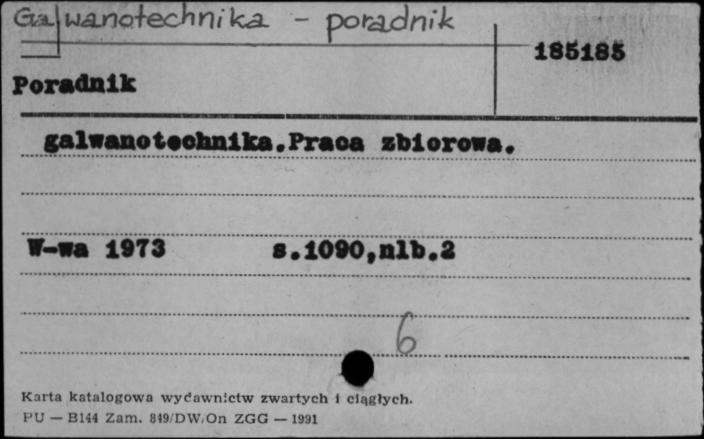 Galwanotechnika - poradnik
185185
Poradnik
galwanotechnika.Praca zbiorowa.
W-wa 1973 s.1090,nlb.2
6
Karta katalogowa wydawnictw zwartych i ciągłych.
PU — B144 Zam. 849/DW/On ZGG — 1991